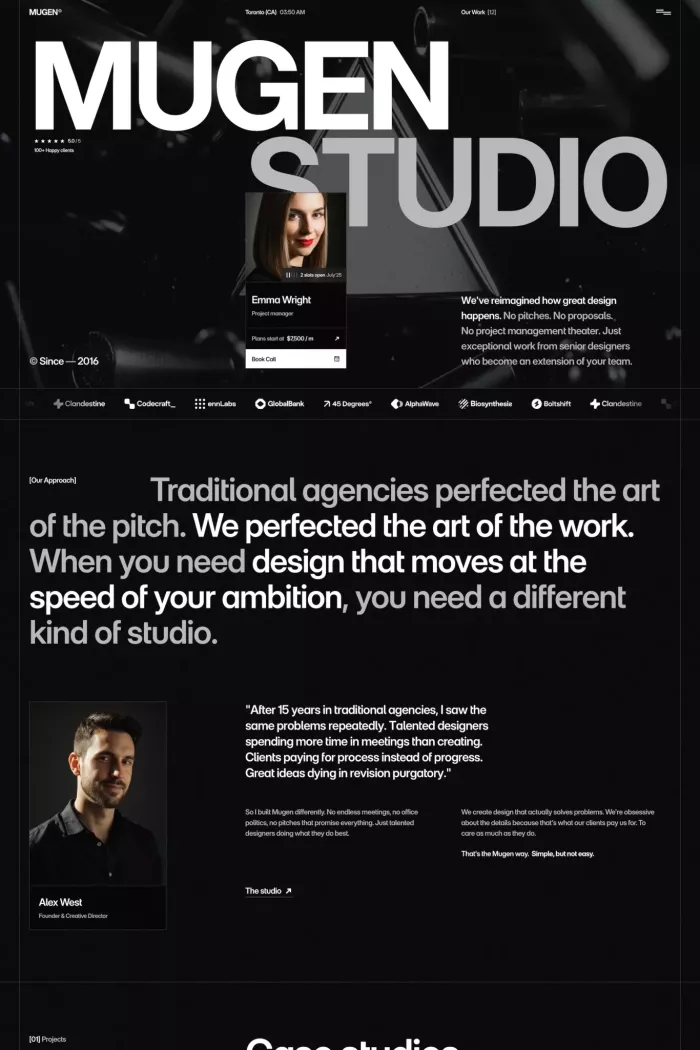 MUGEN®
Toronto (CA) 03:50 AM
Our Work (12)
MUGEN
★★★★★ 5.0 / 5
100+ Happy clients
STUDIO
2 slots open July'25
Emma Wright
Project manager
Plans start at $7,500 / m
Book Call
© Since — 2016
We've reimagined how great design
happens. No pitches. No proposals.
No project management theater. Just
exceptional work from senior designers
who become an extension of your team.
Clandestine
Codecraft_
ennLabs
GlobalBank
45 Degrees°
AlphaWave
Biosynthesis
Boltshift
Clandestine
[Our Approach]
Traditional agencies perfected the art
of the pitch. We perfected the art of the work.
When you need design that moves at the
speed of your ambition, you need a different
kind of studio.
"After 15 years in traditional agencies, I saw the
same problems repeatedly. Talented designers
spending more time in meetings than creating.
Clients paying for process instead of progress.
Great ideas dying in revision purgatory."
So I built Mugen differently. No endless meetings, no office
politics, no pitches that promise everything. Just talented
designers doing what they do best.
We create design that actually solves problems. We're obsessive
about the details because that's what our clients pay us for. To
care as much as they do.
That's the Mugen way. Simple, but not easy.
The studio
Alex West
Founder & Creative Director
[01] Projects
Case studies